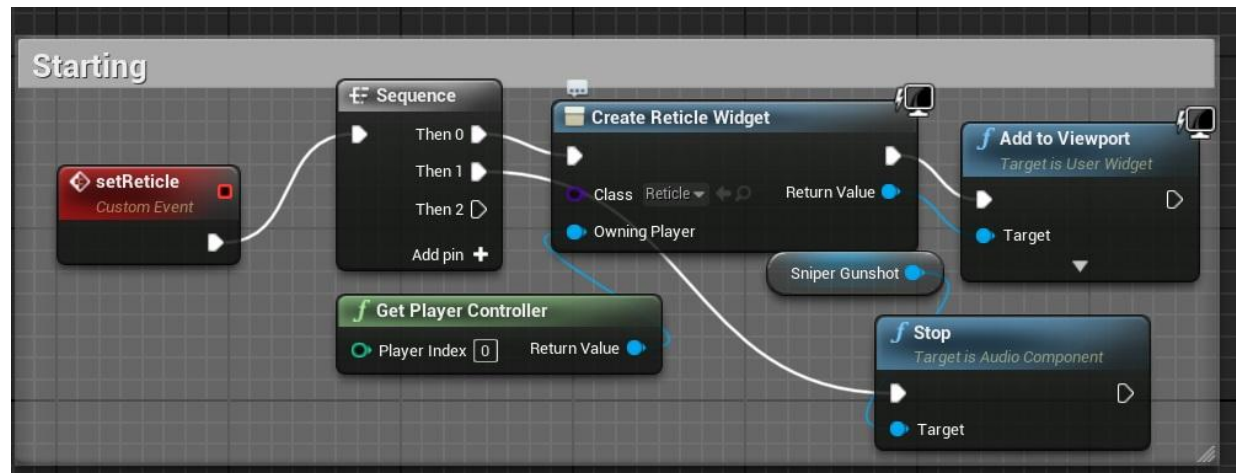 Starting
setReticle
Custom Event
Sequence
Then 0
Then 1
Then 2
Add pin
Create Reticle Widget
Class Reticle Return Value
Owning Player
f Add to Viewport
Target is User Widget
Target
f Get Player Controller
Player Index 0 Return Value
Sniper Gunshot
f Stop
Target is Audio Component
Target